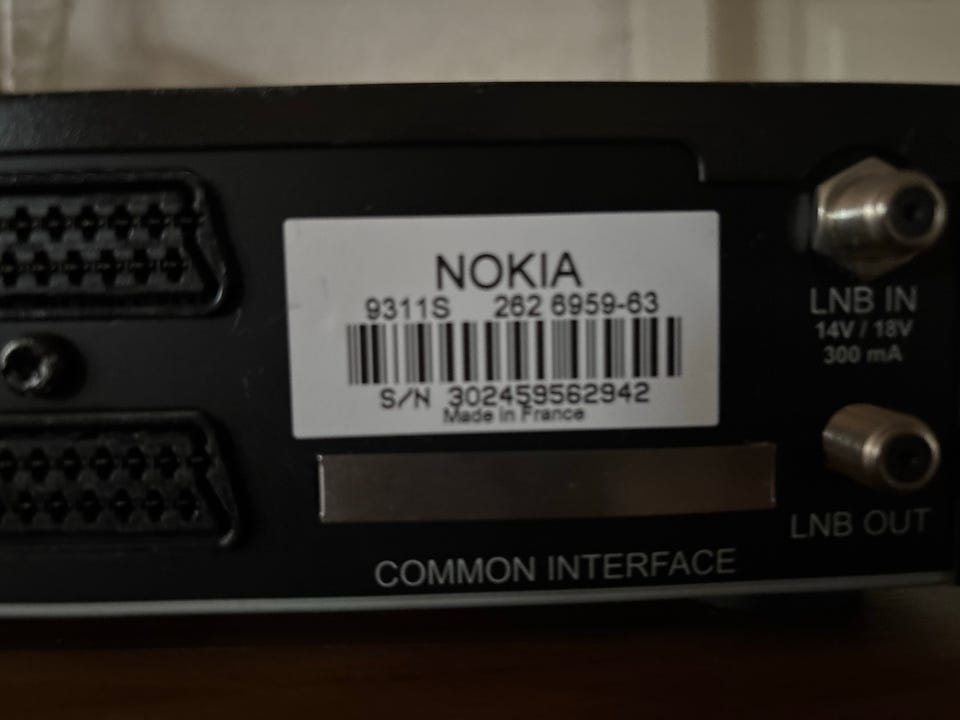 NOKIA
9311S 262 6959-63
S/N 302459562942
Made in France
LNB IN
14V / 18V
300 mA
LNB OUT
COMMON INTERFACE